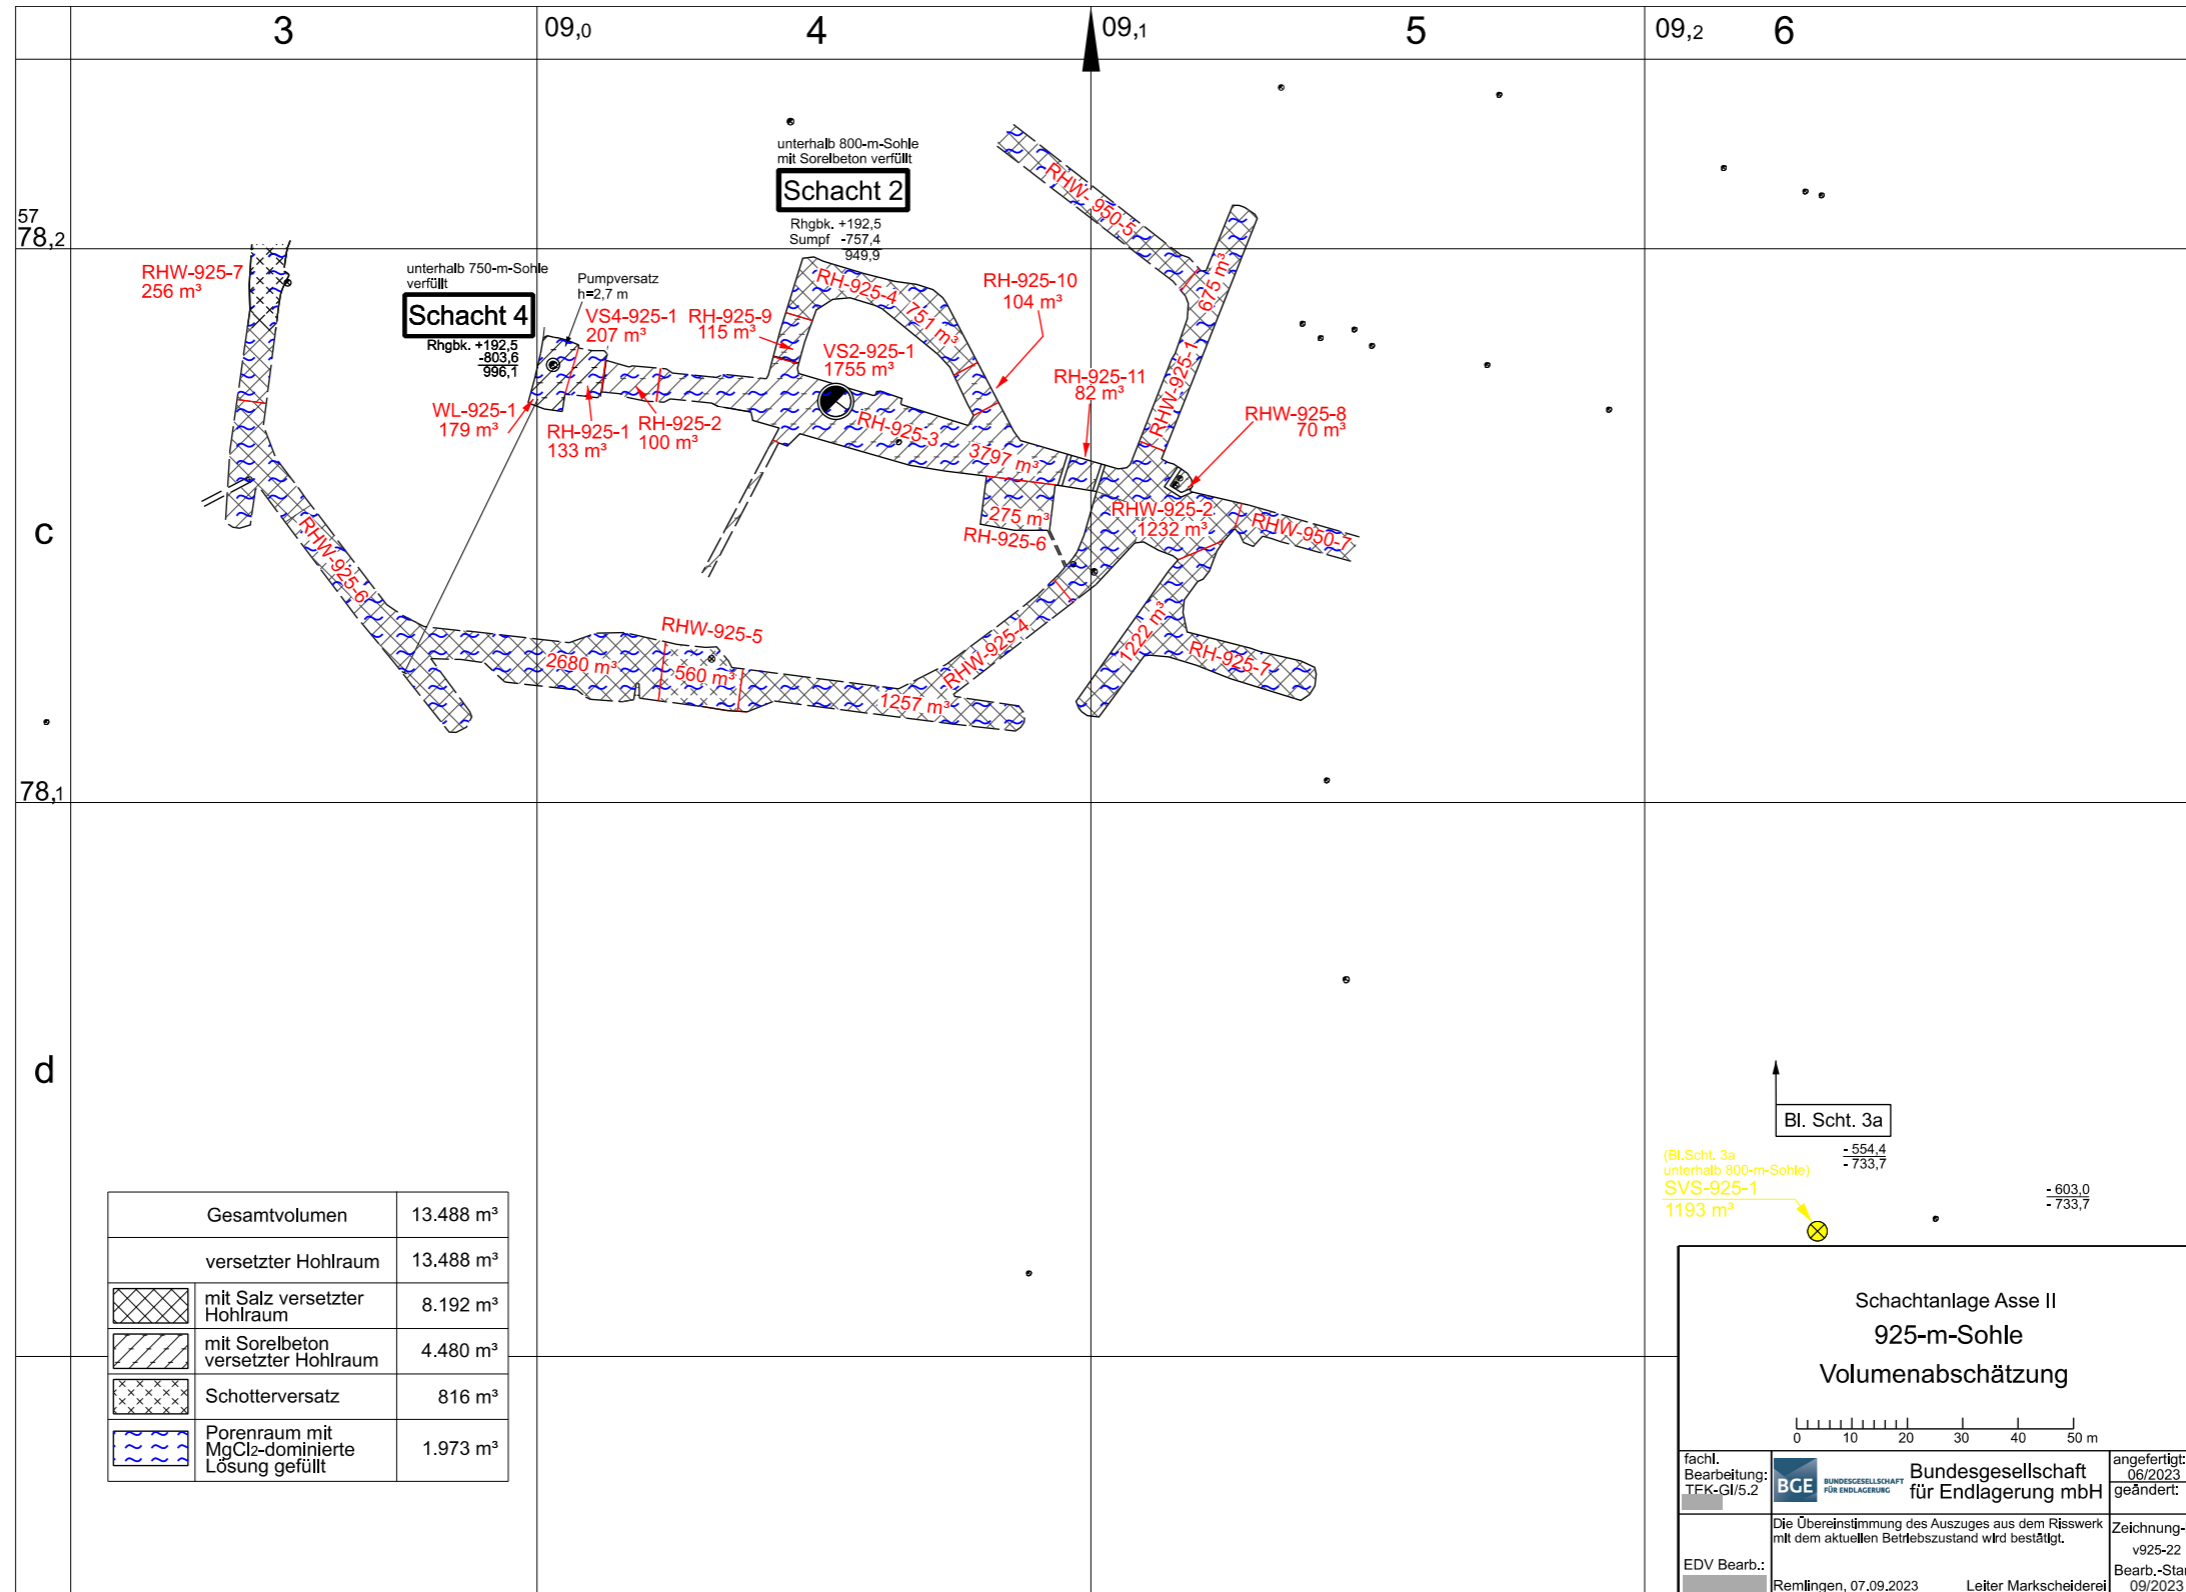 3
09,0
4
09,1
5
09,2
6
57
78,2
78,1
c
d
unterhalb 800-m-Sohle
mit Sorelbeton verfüllt
Schacht 2
Rhgbk. +192,5
Sumpf -757,4
949,9
unterhalb 750-m-Sohle
verfüllt
Schacht 4
Rhgbk. +192,5
-803,6
996,1
Pumpversatz
h=2,7 m
RHW-925-7
256 m³
VS4-925-1
207 m³
RH-925-9
115 m³
RH-925-4
751 m³
RH-925-10
104 m³
RHW- 950-5
675 m³
RHW-925-1
VS2-925-1
1755 m³
RH-925-11
82 m³
RHW-925-8
70 m³
WL-925-1
179 m³
RH-925-1
133 m³
RH-925-2
100 m³
RH-925-3
3797 m³
275 m³
RH-925-6
RHW-925-2
1232 m³
RHW-950-7
RHW-925-6
RHW-925-5
2680 m³
560 m³
RHW-925-4
1257 m³
1222 m³
RH-925-7
Bl. Scht. 3a
- 554,4
- 733,7
(Bl.Scht. 3a
unterhalb 800-m-Sohle)
SVS-925-1
1193 m³
- 603,0
- 733,7
Gesamtvolumen 13.488 m³
versetzter Hohlraum 13.488 m³
mit Salz versetzter
Hohlraum 8.192 m³
mit Sorelbeton
versetzter Hohlraum 4.480 m³
Schotterversatz 816 m³
Porenraum mit
MgCl2-dominierte
Lösung gefüllt 1.973 m³
Schachtanlage Asse II
925-m-Sohle
Volumenabschätzung
0 10 20 30 40 50 m
fachl.
Bearbeitung:
TEK-GI/5.2
BGE BUNDESGESELLSCHAFT
FÜR ENDLAGERUNG
Bundesgesellschaft
für Endlagerung mbH
angefertigt:
06/2023
geändert:
Die Übereinstimmung des Auszuges aus dem Risswerk
mit dem aktuellen Betriebszustand wird bestätigt.
Zeichnung-
v925-22
EDV Bearb.:
Remlingen, 07.09.2023 Leiter Markscheiderei
Bearb.-Stan
09/2023